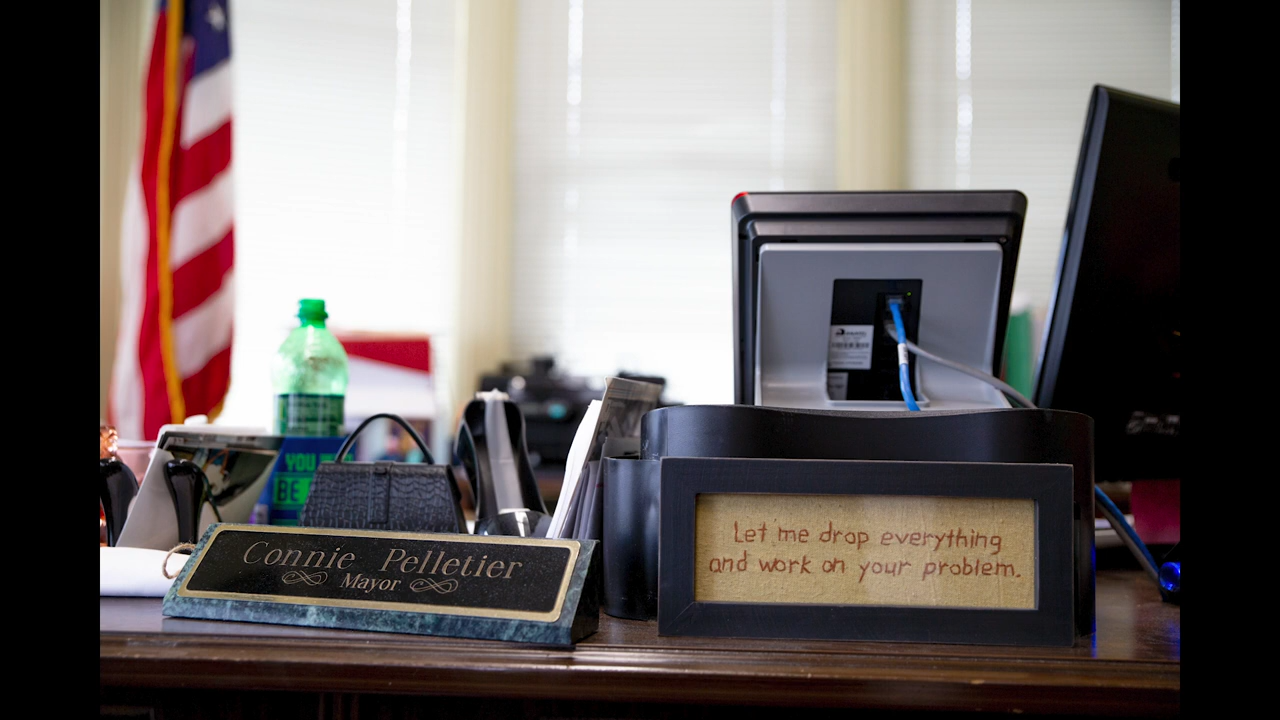 YOU
BE
Connie Pelletier
Mayor
Let me drop everything
and work on your problem.